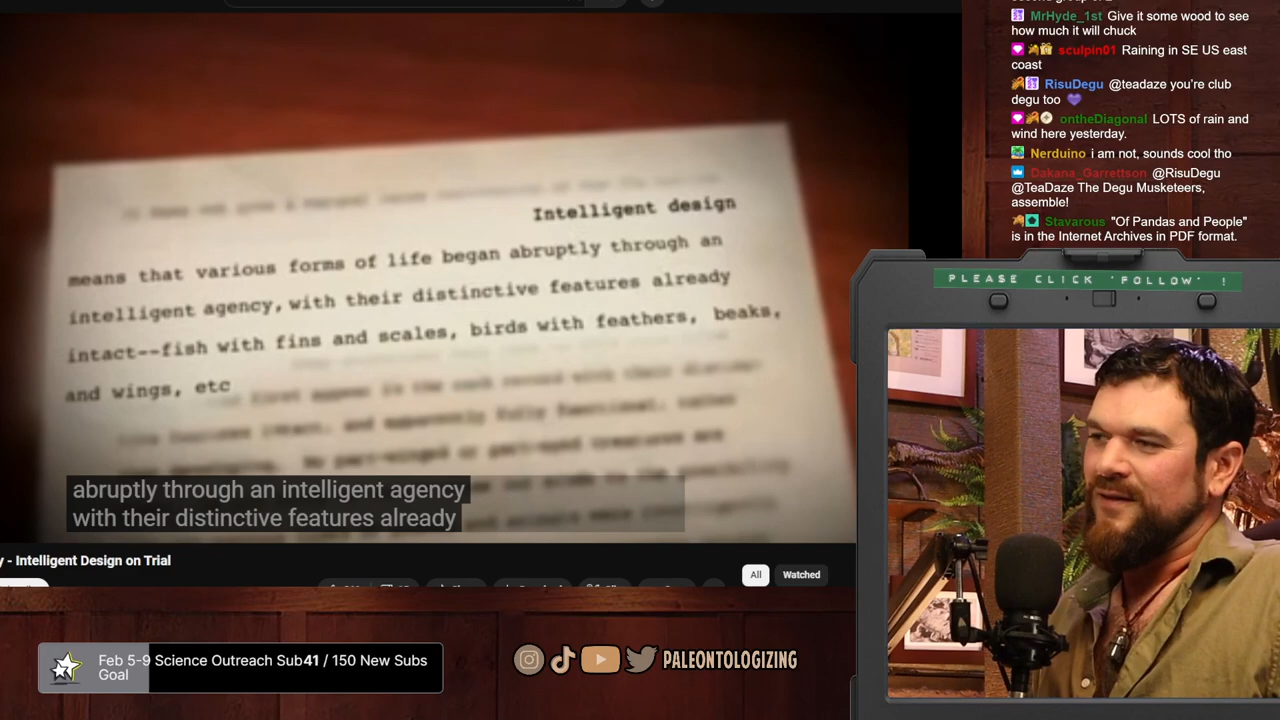 Intelligent design
means that various forms of life began abruptly through an
intelligent agency, with their distinctive features already
intact--fish with fins and scales, birds with feathers, beaks,
and wings, etc
abruptly through an intelligent agency
with their distinctive features already
- Intelligent Design on Trial
All
Watched
MrHyde_1st Give it some wood to see
how much it will chuck
sculpin01 Raining in SE US east
coast
RisuDegu @teadaze you're club
degu too 💜
ontheDiagonal LOTS of rain and
wind here yesterday.
Nerduino i am not, sounds cool tho
Dakana_Garrettson @RisuDegu
@TeaDaze The Degu Musketeers,
assemble!
Stavarous "Of Pandas and People"
is in the Internet Archives in PDF format.
PLEASE CLICK 'FOLLOW' !
Feb 5-9 Science Outreach Sub 41 / 150 New Subs
Goal
PALEONTOLOGIZING